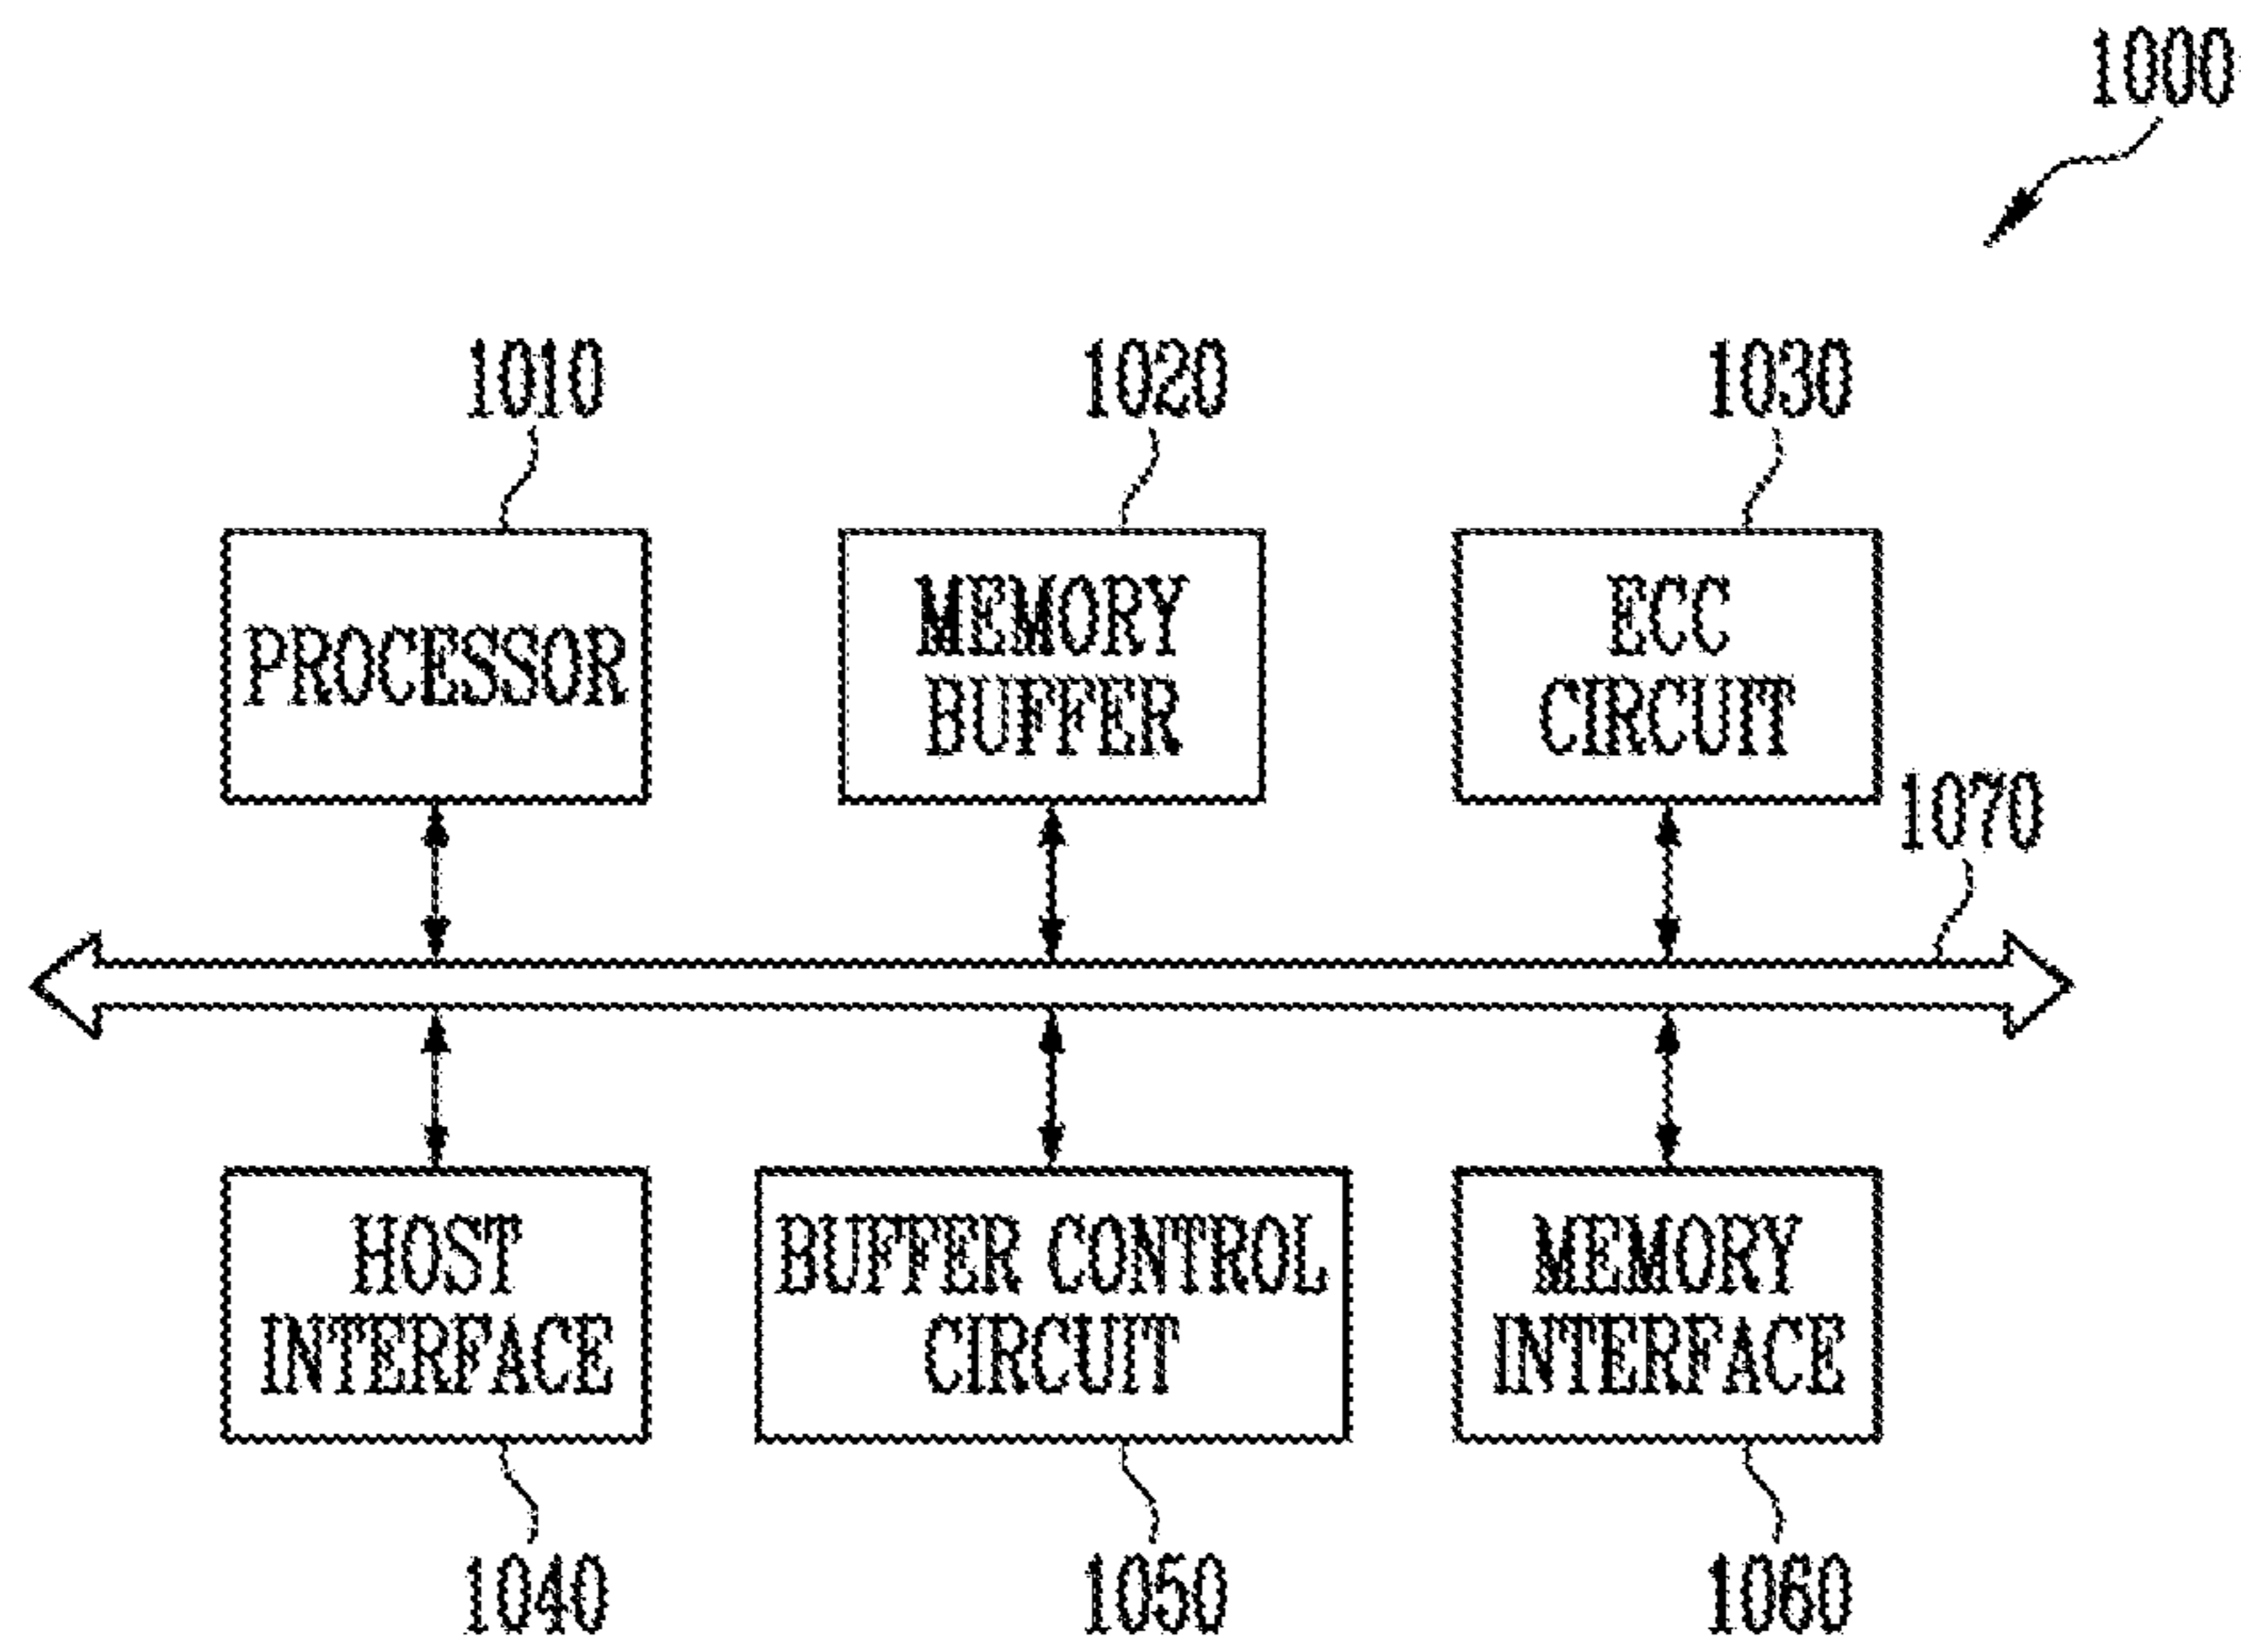 1000
1010
1020
1030
PROCESSOR
MEMORY
BUFFER
ECC
CIRCUIT
1070
HOST
INTERFACE
BUFFER CONTROL
CIRCUIT
MEMORY
INTERFACE
1040
1050
1060